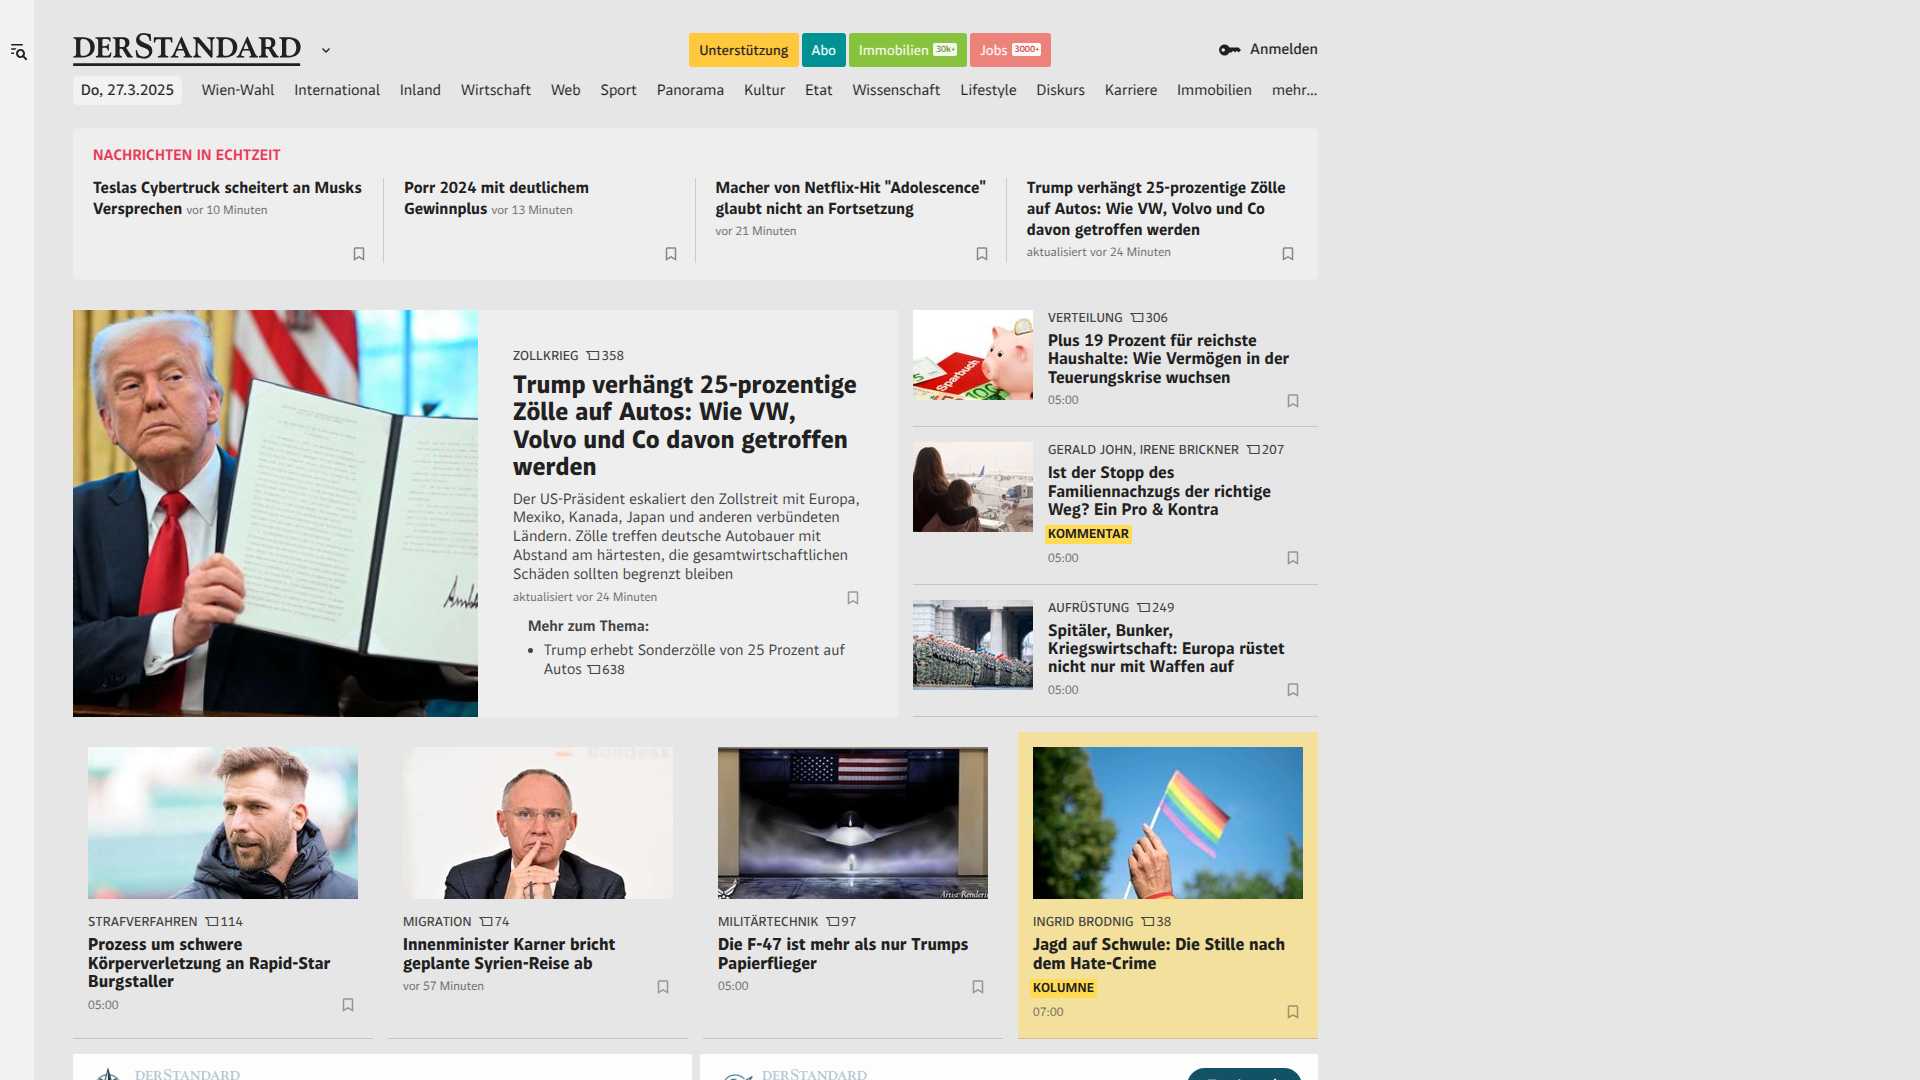 DERSTANDARD
Unterstützung
Abo
Immobilien 30k+
Jobs 3000+
Anmelden
Do, 27.3.2025
Wien-Wahl
International
Inland
Wirtschaft
Web
Sport
Panorama
Kultur
Etat
Wissenschaft
Lifestyle
Diskurs
Karriere
Immobilien
mehr...
NACHRICHTEN IN ECHTZEIT
Teslas Cybertruck scheitert an Musks
Versprechen vor 10 Minuten
Porr 2024 mit deutlichem
Gewinnplus vor 13 Minuten
Macher von Netflix-Hit "Adolescence"
glaubt nicht an Fortsetzung
vor 21 Minuten
Trump verhängt 25-prozentige Zölle
auf Autos: Wie VW, Volvo und Co
davon getroffen werden
aktualisiert vor 24 Minuten
ZOLLKRIEG 358
Trump verhängt 25-prozentige
Zölle auf Autos: Wie VW,
Volvo und Co davon getroffen
werden
Der US-Präsident eskaliert den Zollstreit mit Europa,
Mexiko, Kanada, Japan und anderen verbündeten
Ländern. Zölle treffen deutsche Autobauer mit
Abstand am härtesten, die gesamtwirtschaftlichen
Schäden sollten begrenzt bleiben
aktualisiert vor 24 Minuten
Mehr zum Thema:
• Trump erhebt Sonderzölle von 25 Prozent auf
Autos 638
Sparbuch
VERTEILUNG 306
Plus 19 Prozent für reichste
Haushalte: Wie Vermögen in der
Teuerungskrise wuchsen
05:00
GERALD JOHN, IRENE BRICKNER 207
Ist der Stopp des
Familiennachzugs der richtige
Weg? Ein Pro & Kontra
KOMMENTAR
05:00
AUFRÜSTUNG 249
Spitäler, Bunker,
Kriegswirtschaft: Europa rüstet
nicht nur mit Waffen auf
05:00
STRAFVERFAHREN 114
Prozess um schwere
Körperverletzung an Rapid-Star
Burgstaller
05:00
MIGRATION 74
Innenminister Karner bricht
geplante Syrien-Reise ab
vor 57 Minuten
MILITÄRTECHNIK 97
Die F-47 ist mehr als nur Trumps
Papierflieger
05:00
INGRID BRODNIG 38
Jagd auf Schwule: Die Stille nach
dem Hate-Crime
KOLUMNE
07:00
DERSTANDARD
DERSTANDARD